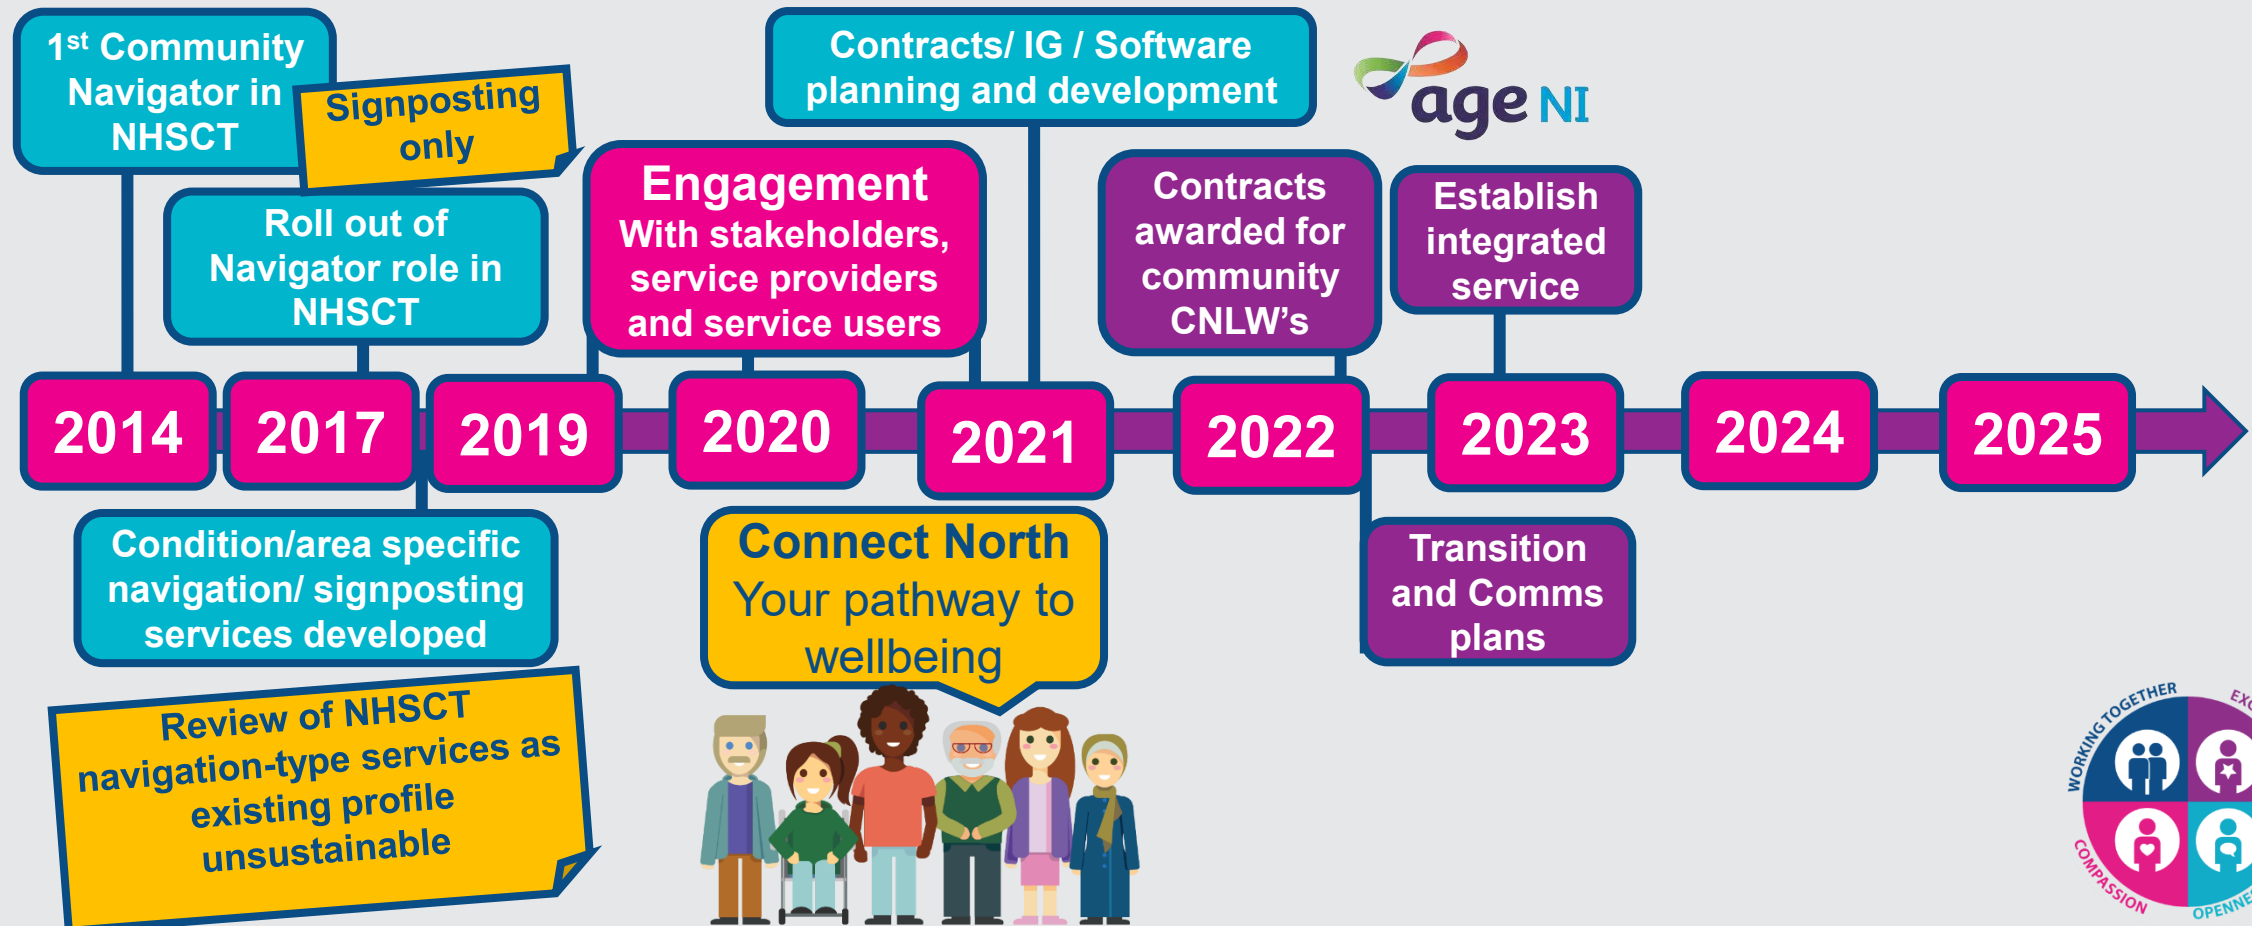 1st Community
Navigator in
NHSCT
Signposting
only
Roll out of
Navigator role in
NHSCT
Engagement
With stakeholders,
service providers
and service users
Contracts/ IG / Software
planning and development
age NI
Contracts
awarded for
community
CNLW's
Establish
integrated
service
2014
2017
2019
2020
2021
2022
2023
2024
2025
Condition/area specific
navigation/ signposting
services developed
Review of NHSCT
navigation-type services as
existing profile
unsustainable
Connect North
Your pathway to
wellbeing
Transition
and Comms
plans
WORKING TOGETHER
COMPASSION